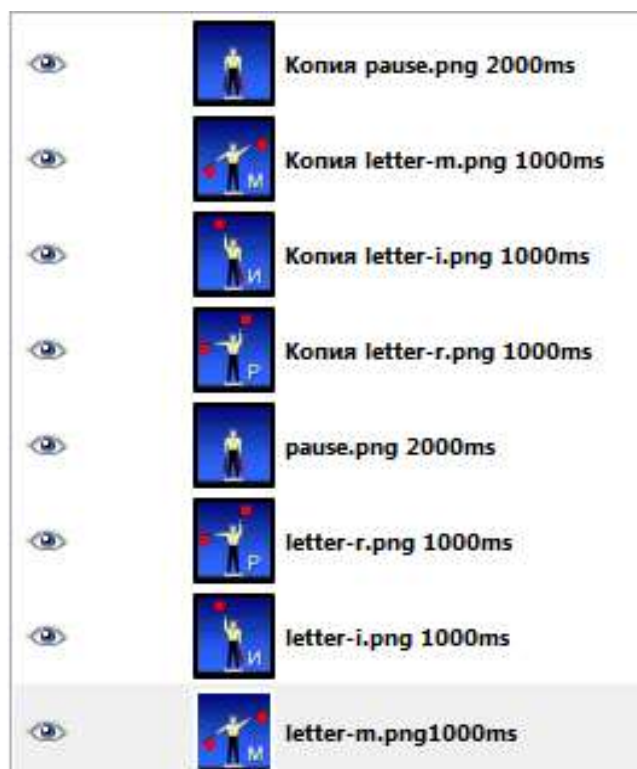 Копия pause.png 2000ms
М
Копия letter-m.png 1000ms
И
Копия letter-i.png 1000ms
Р
Копия letter-r.png 1000ms
pause.png 2000ms
Р
letter-r.png 1000ms
И
letter-i.png 1000ms
М
letter-m.png1000ms